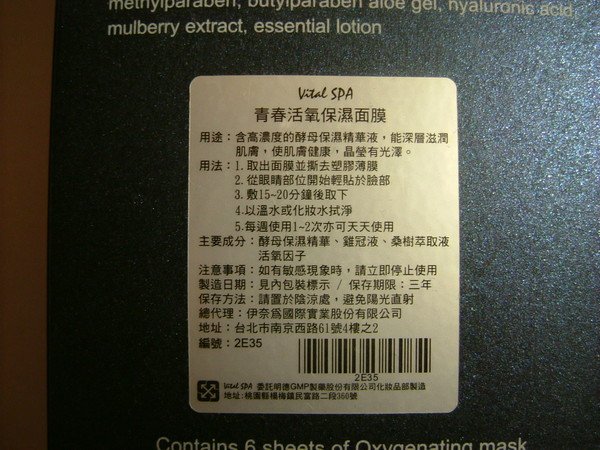 methylparaben, butylparaben aloe gel, hyaluronic acid,
mulberry extract, essential lotion
Vital SPA
青春活氧保濕面膜
用途：含高濃度的酵母保濕精華液，能深層滋潤
肌膚，使肌膚健康，晶瑩有光澤。
用法：1.取出面膜並撕去塑膠薄膜
2.從眼睛部位開始輕貼於臉部
3.敷15~20分鐘後取下
4.以溫水或化妝水拭淨
5.每週使用1~2次亦可天天使用
主要成分：酵母保濕精華、雞冠液、桑樹萃取液
活氧因子
注意事項：如有敏感現象時，請立即停止使用
製造日期：見內包裝標示 / 保存期限：三年
保存方法：請置於陰涼處，避免陽光直射
總代理：伊奈爲國際實業股份有限公司
地址：台北市南京西路61號4樓之2
編號：2E35
2E35
Vital SPA 委託明德GMP製藥股份有限公司化妝品部製造
地址:桃園縣楊梅鎮民富路二段350號
Contains 6 sheets of Oxygenating mask